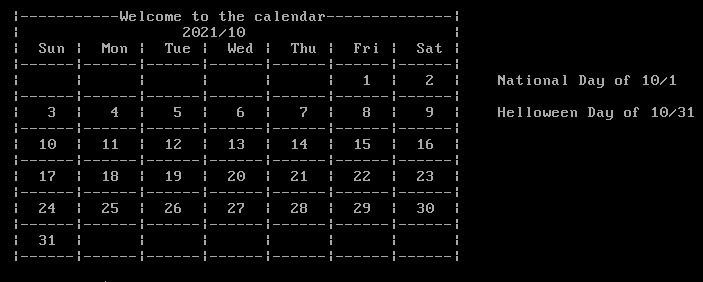 Welcome to the calendar
2021/10
Sun | Mon | Tue | Wed | Thu | Fri | Sat
1 | 2 National Day of 10/1
3 | 4 | 5 | 6 | 7 | 8 | 9 Helloween Day of 10/31
10 | 11 | 12 | 13 | 14 | 15 | 16
17 | 18 | 19 | 20 | 21 | 22 | 23
24 | 25 | 26 | 27 | 28 | 29 | 30
31